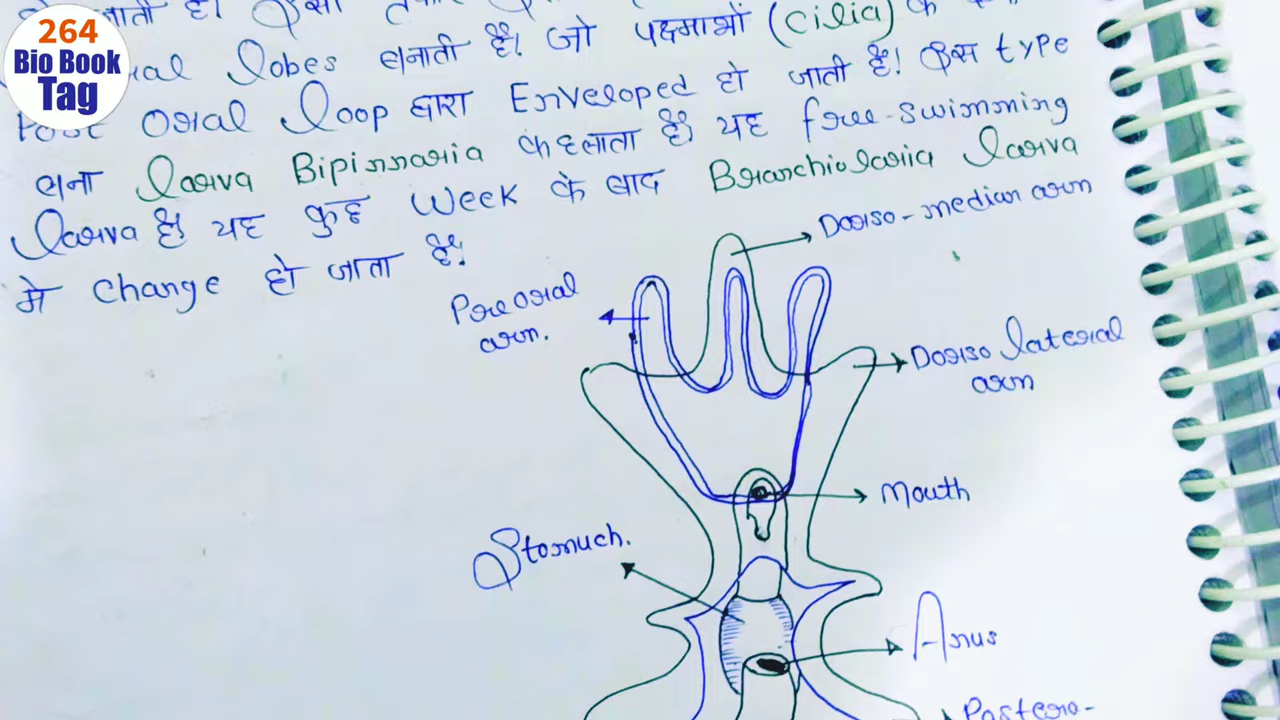 264
Bio Book
Tag
lobes बनाती है। जो पक्ष्माओं (cilia) के
Post Oral loop द्वारा Enveloped हो जाती है। इस type
बना larva Bipinnaria कहलाता है। यह free-swimming
larva है। यह कुछ week के बाद Branchiolariia larva
मे change हो जाता है।
Dorso-median arm
Pre Oral
arm.
Dorso lateral
arm
Mouth
Stomuch.
Anus
Postero-